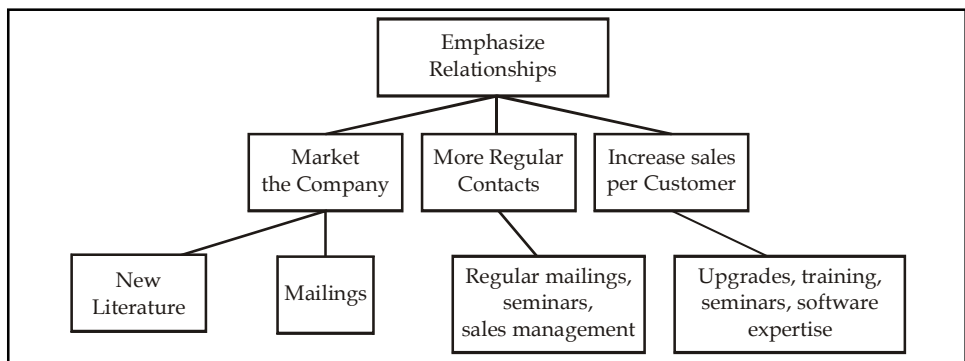 Emphasize
Relationships
Market
the Company
More Regular
Contacts
Increase sales
per Customer
New
Literature
Mailings
Regular mailings,
seminars,
sales management
Upgrades, training,
seminars, software
expertise